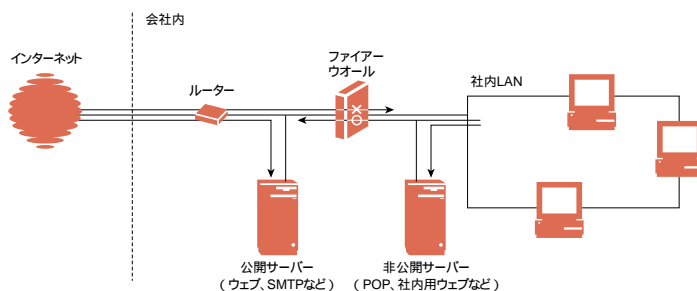 会社内
インターネット
ルーター
ファイアー
ウオール
社内LAN
公開サーバー
（ウェブ、SMTPなど）
非公開サーバー
（POP、社内用ウェブなど）